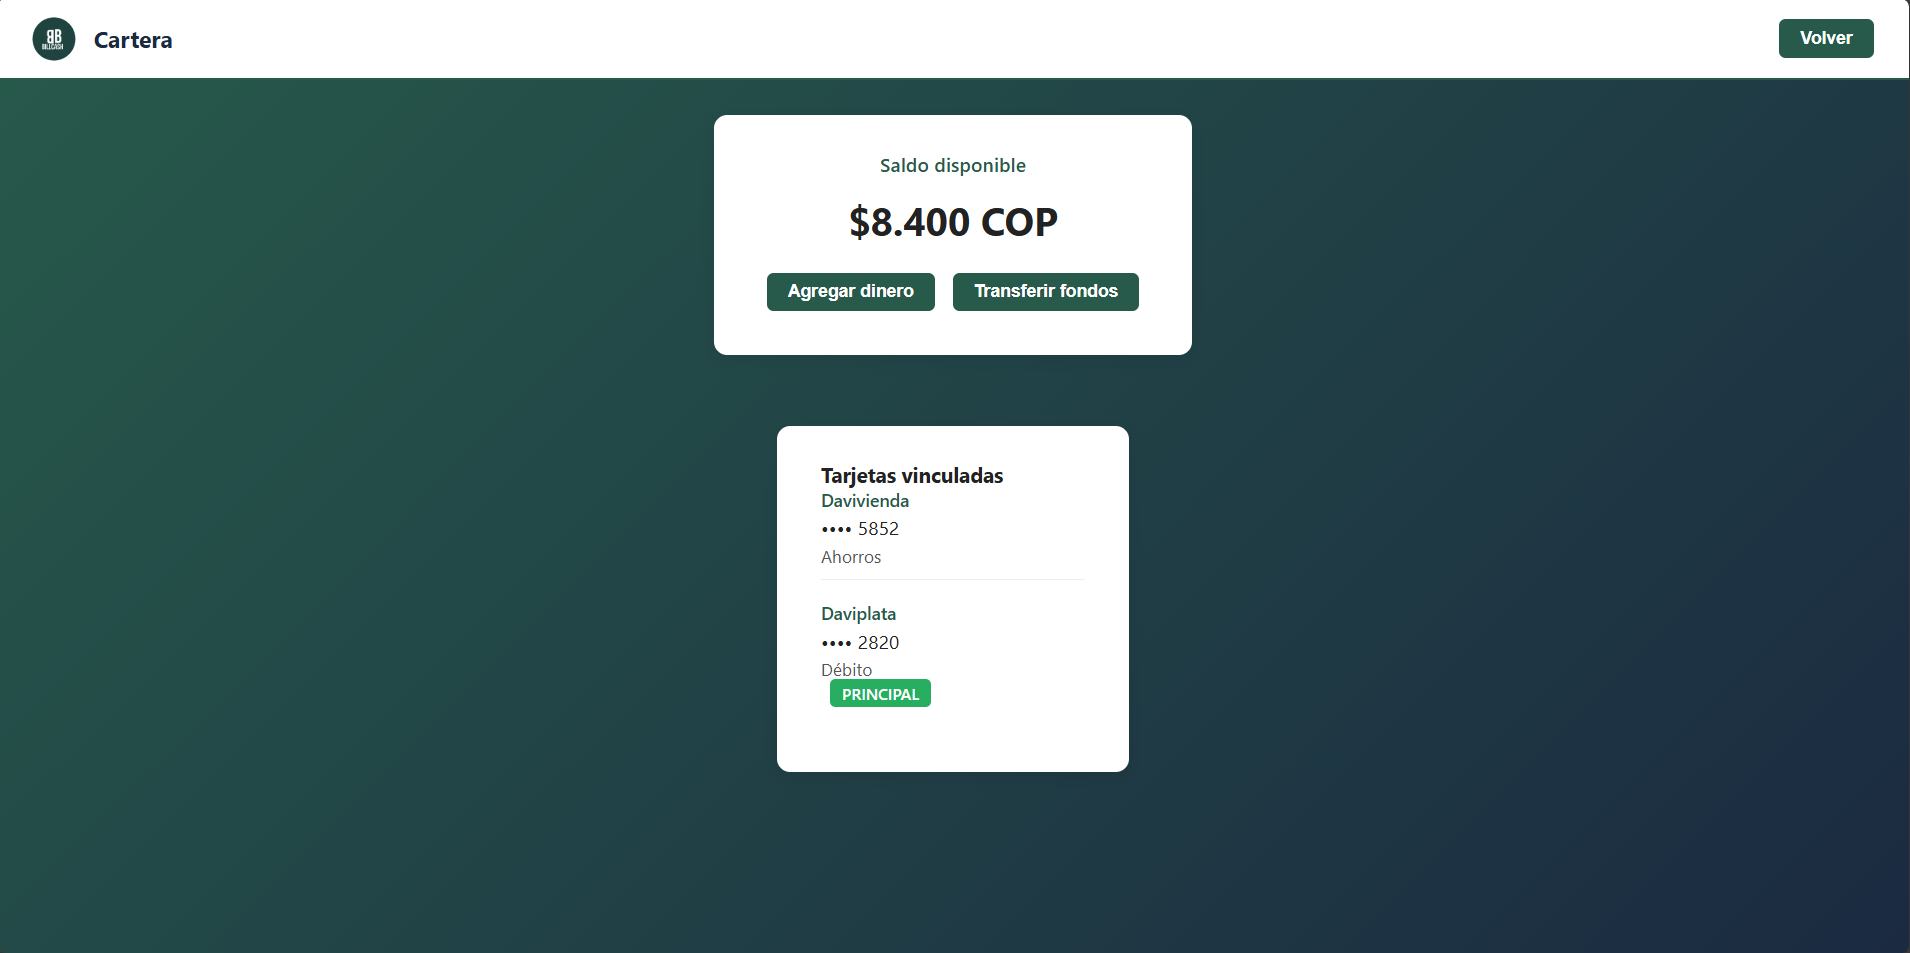 BB
BILLCASH
Cartera
Volver
Saldo disponible
$8.400 COP
Agregar dinero
Transferir fondos
Tarjetas vinculadas
Davivienda
•••• 5852
Ahorros
Daviplata
•••• 2820
Débito
PRINCIPAL